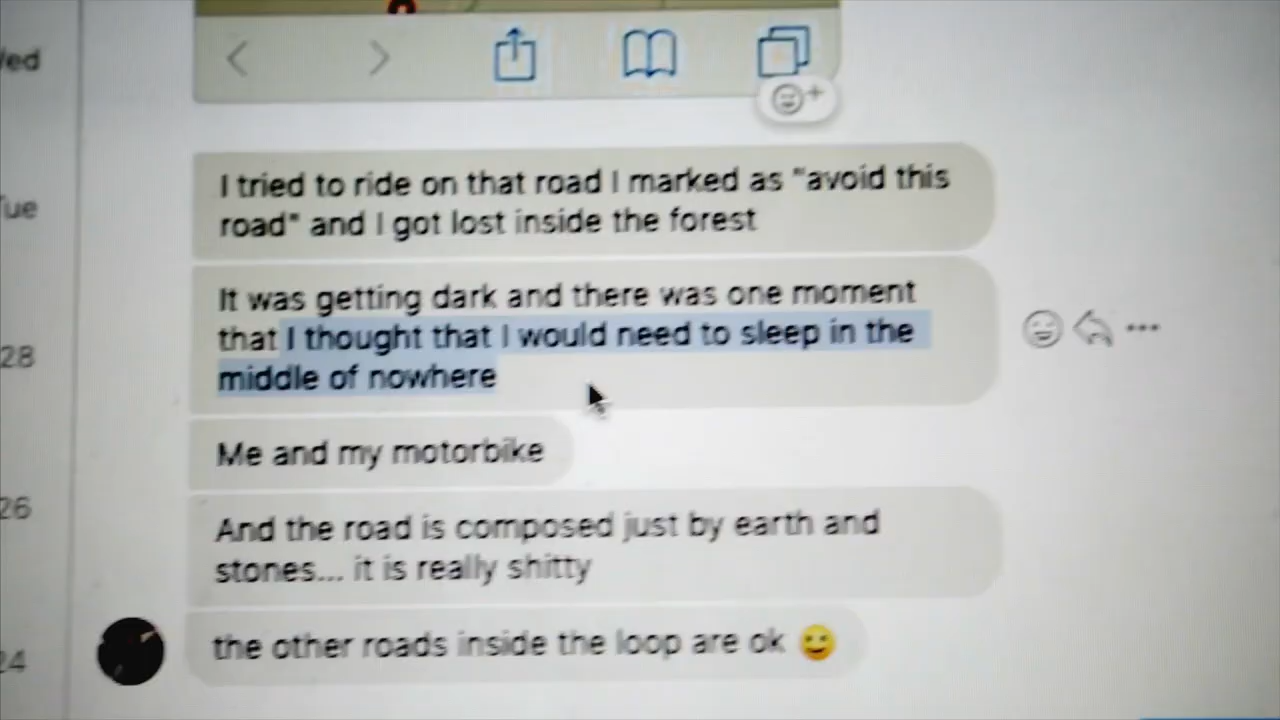 Wed
Tue
28
26
24
I tried to ride on that road I marked as "avoid this
road" and I got lost inside the forest
It was getting dark and there was one moment
that I thought that I would need to sleep in the
middle of nowhere
Me and my motorbike
And the road is composed just by earth and
stones... it is really shitty
the other roads inside the loop are ok 🙂